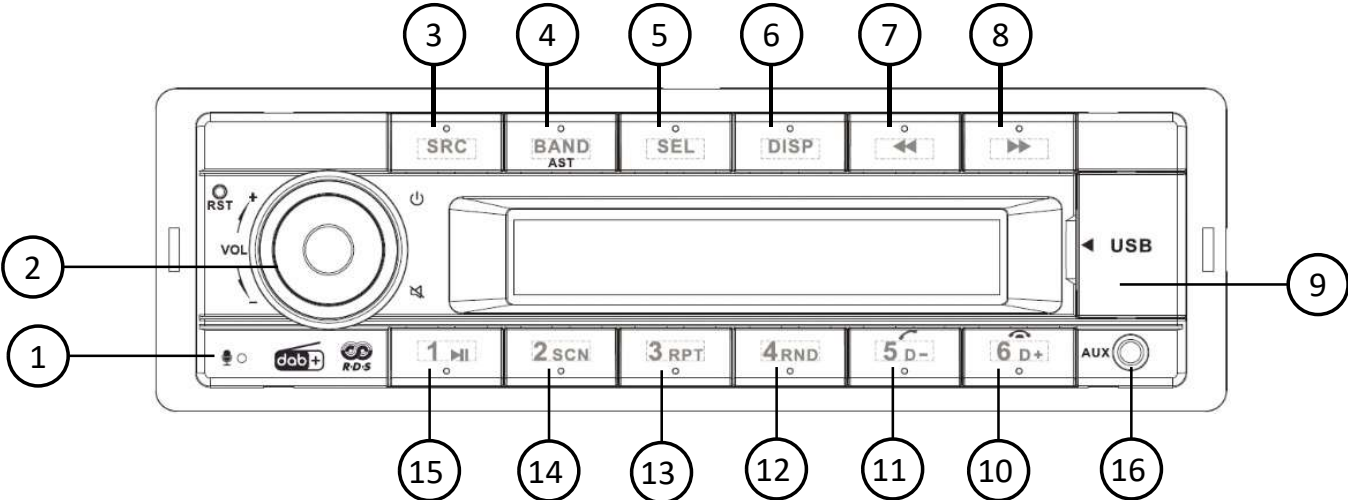 3 4 5 6 7 8
SRC BAND SEL DISP
AST
RST
+
VOL
USB
2
9
-
1
dab+ R·D·S
1 2 SCN 3 RPT 4 RND 5 D- 6 D+
AUX
15 14 13 12 11 10 16